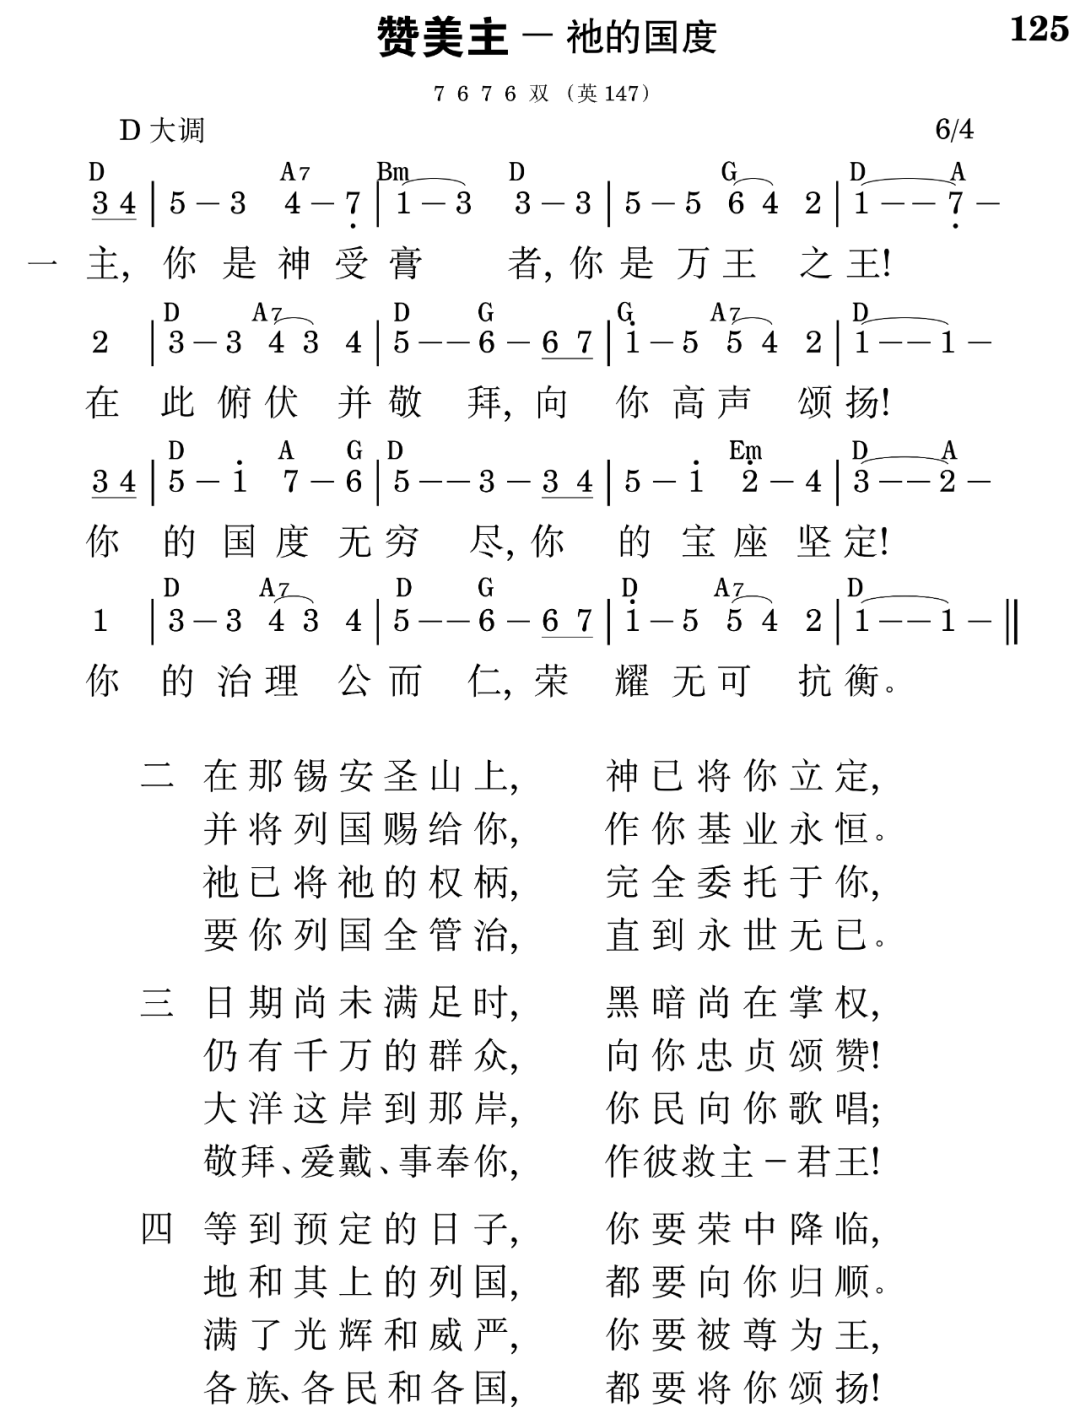 赞美主－祂的国度 125
7 6 7 6 双 （英 147）
D 大调 6/4
D A7 Bm D G D A
3 4 | 5 － 3 4 － 7̣ | 1 － 3 3 － 3 | 5 － 5 6 4 2 | 1 － － 7̣ －
一 主, 你 是 神 受 膏 者, 你 是 万 王 之 王!
D A7 D G G A7 D
2 | 3 － 3 4 3 4 | 5 － － 6 － 6 7 | 1̇ － 5 5 4 2 | 1 － － 1 －
在 此 俯 伏 并 敬 拜, 向 你 高 声 颂 扬!
D A G D Em D A
3 4 | 5 － 1̇ 7 － 6 | 5 － － 3 － 3 4 | 5 － 1̇ 2̇ － 4 | 3 － － 2 －
你 的 国 度 无 穷 尽, 你 的 宝 座 坚 定!
D A7 D G D A7 D
1 | 3 － 3 4 3 4 | 5 － － 6 － 6 7 | 1̇ － 5 5 4 2 | 1 － － 1 － ‖
你 的 治 理 公 而 仁, 荣 耀 无 可 抗 衡。
二 在那锡安圣山上, 神已将你立定,
并将列国赐给你, 作你基业永恒。
祂已将祂的权柄, 完全委托于你,
要你列国全管治, 直到永世无已。
三 日期尚未满足时, 黑暗尚在掌权,
仍有千万的群众, 向你忠贞颂赞!
大洋这岸到那岸, 你民向你歌唱;
敬拜、爱戴、事奉你, 作彼救主－君王!
四 等到预定的日子, 你要荣中降临,
地和其上的列国, 都要向你归顺。
满了光辉和威严, 你要被尊为王,
各族、各民和各国, 都要将你颂扬!